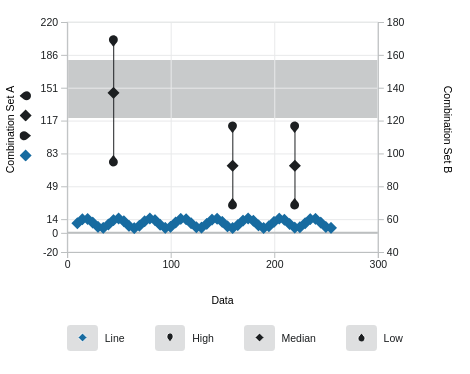 220 180
186 160
151 140
117 120
83 100
49 80
14 60
0
-20 40
0 100 200 300
Combination Set A
Combination Set B
Data
Line High Median Low